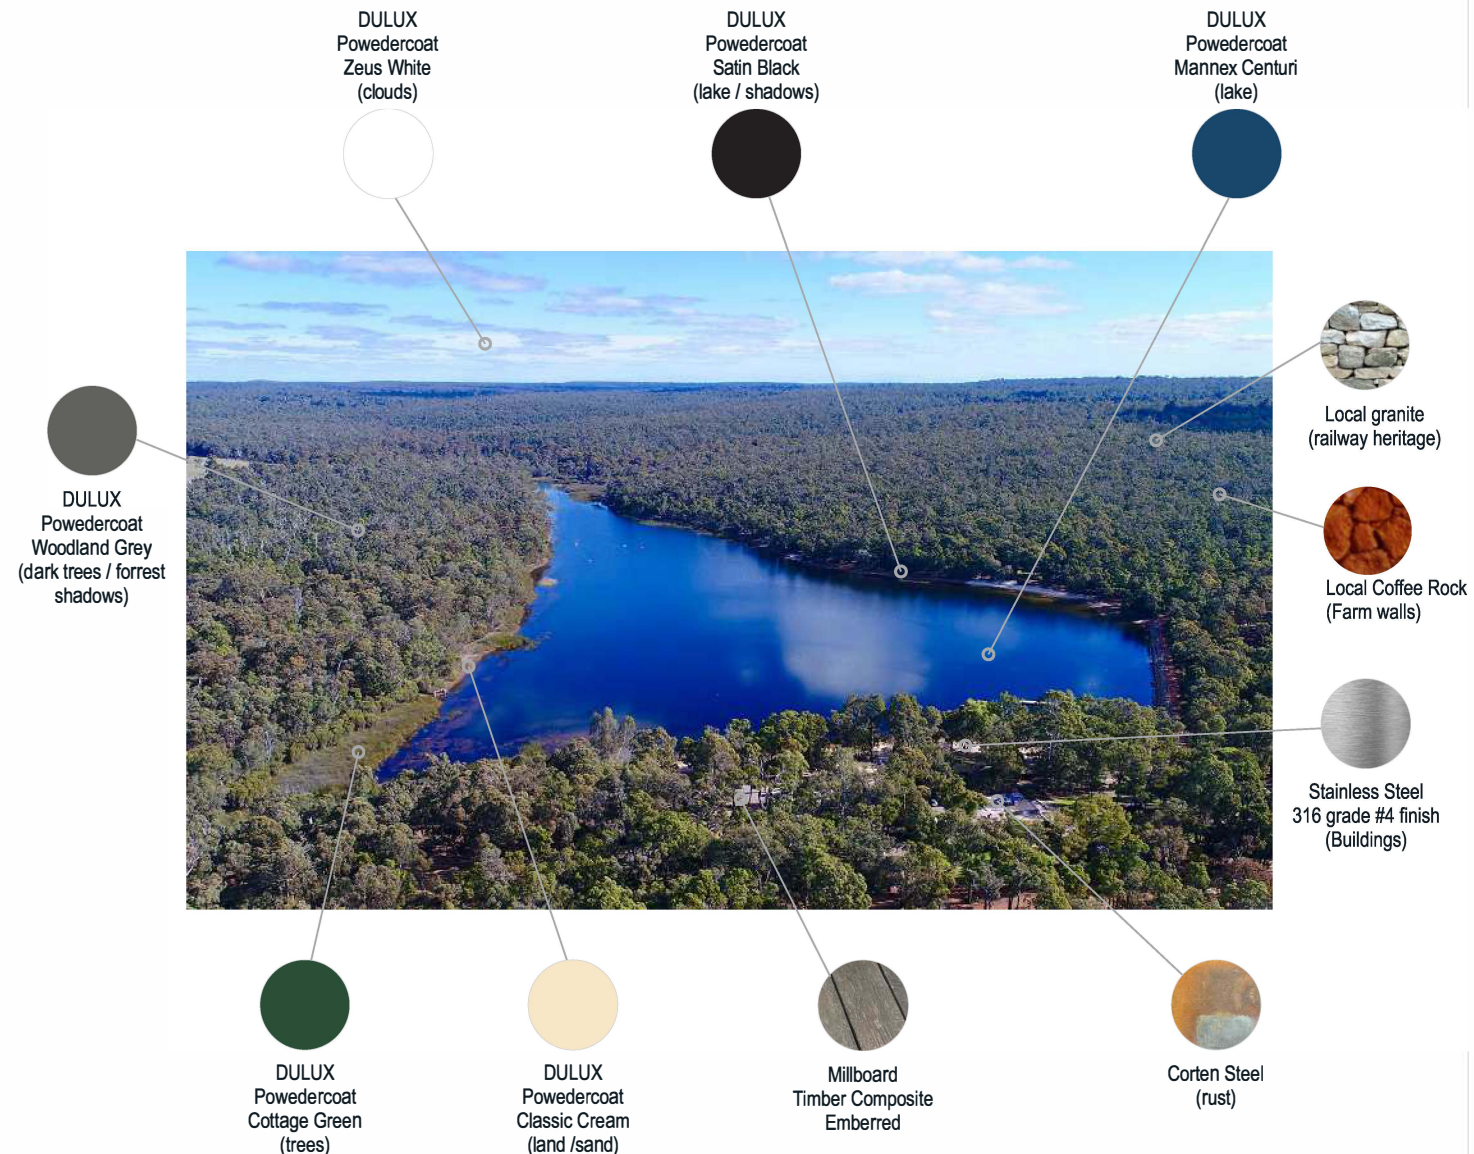 DULUX
Powedercoat
Zeus White
(clouds)
DULUX
Powedercoat
Satin Black
(lake / shadows)
DULUX
Powedercoat
Mannex Centuri
(lake)
Local granite
(railway heritage)
DULUX
Powedercoat
Woodland Grey
(dark trees / forrest
shadows)
Local Coffee Rock
(Farm walls)
Stainless Steel
316 grade #4 finish
(Buildings)
DULUX
Powedercoat
Cottage Green
(trees)
DULUX
Powedercoat
Classic Cream
(land /sand)
Millboard
Timber Composite
Emberred
Corten Steel
(rust)